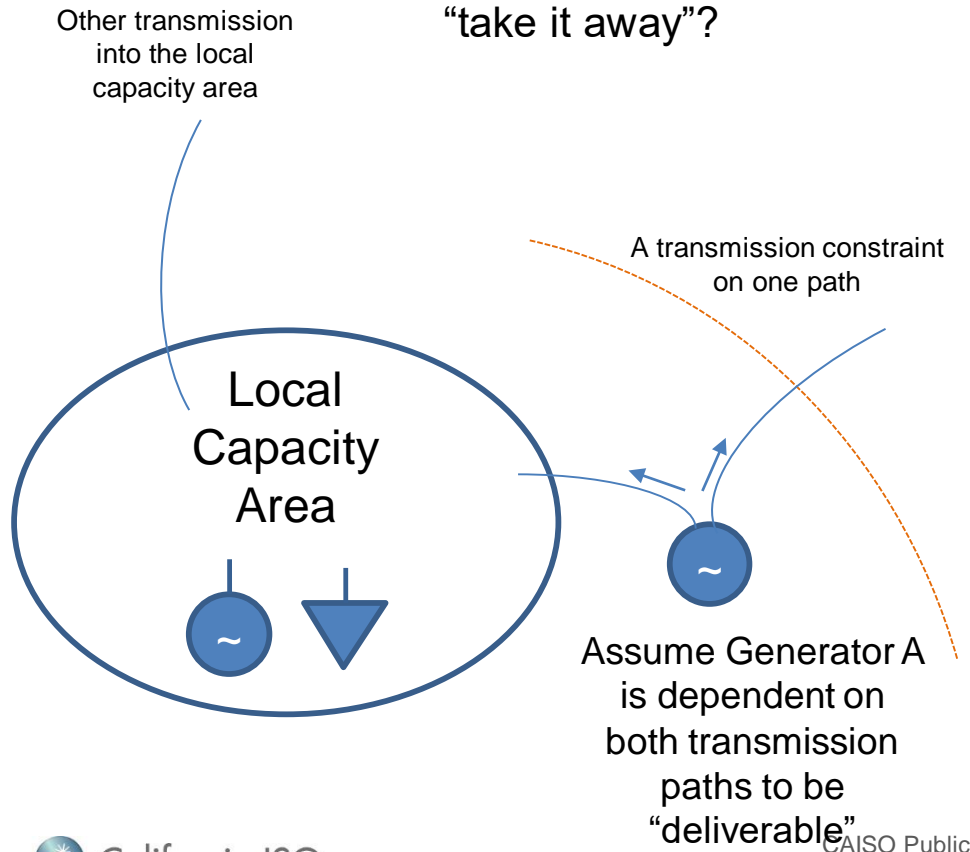 “take it away”?
Other transmission
into the local
capacity area
A transmission constraint
on one path
Local
Capacity
Area
~
~
Assume Generator A
is dependent on
both transmission
paths to be
“deliverable”
CAISO Public